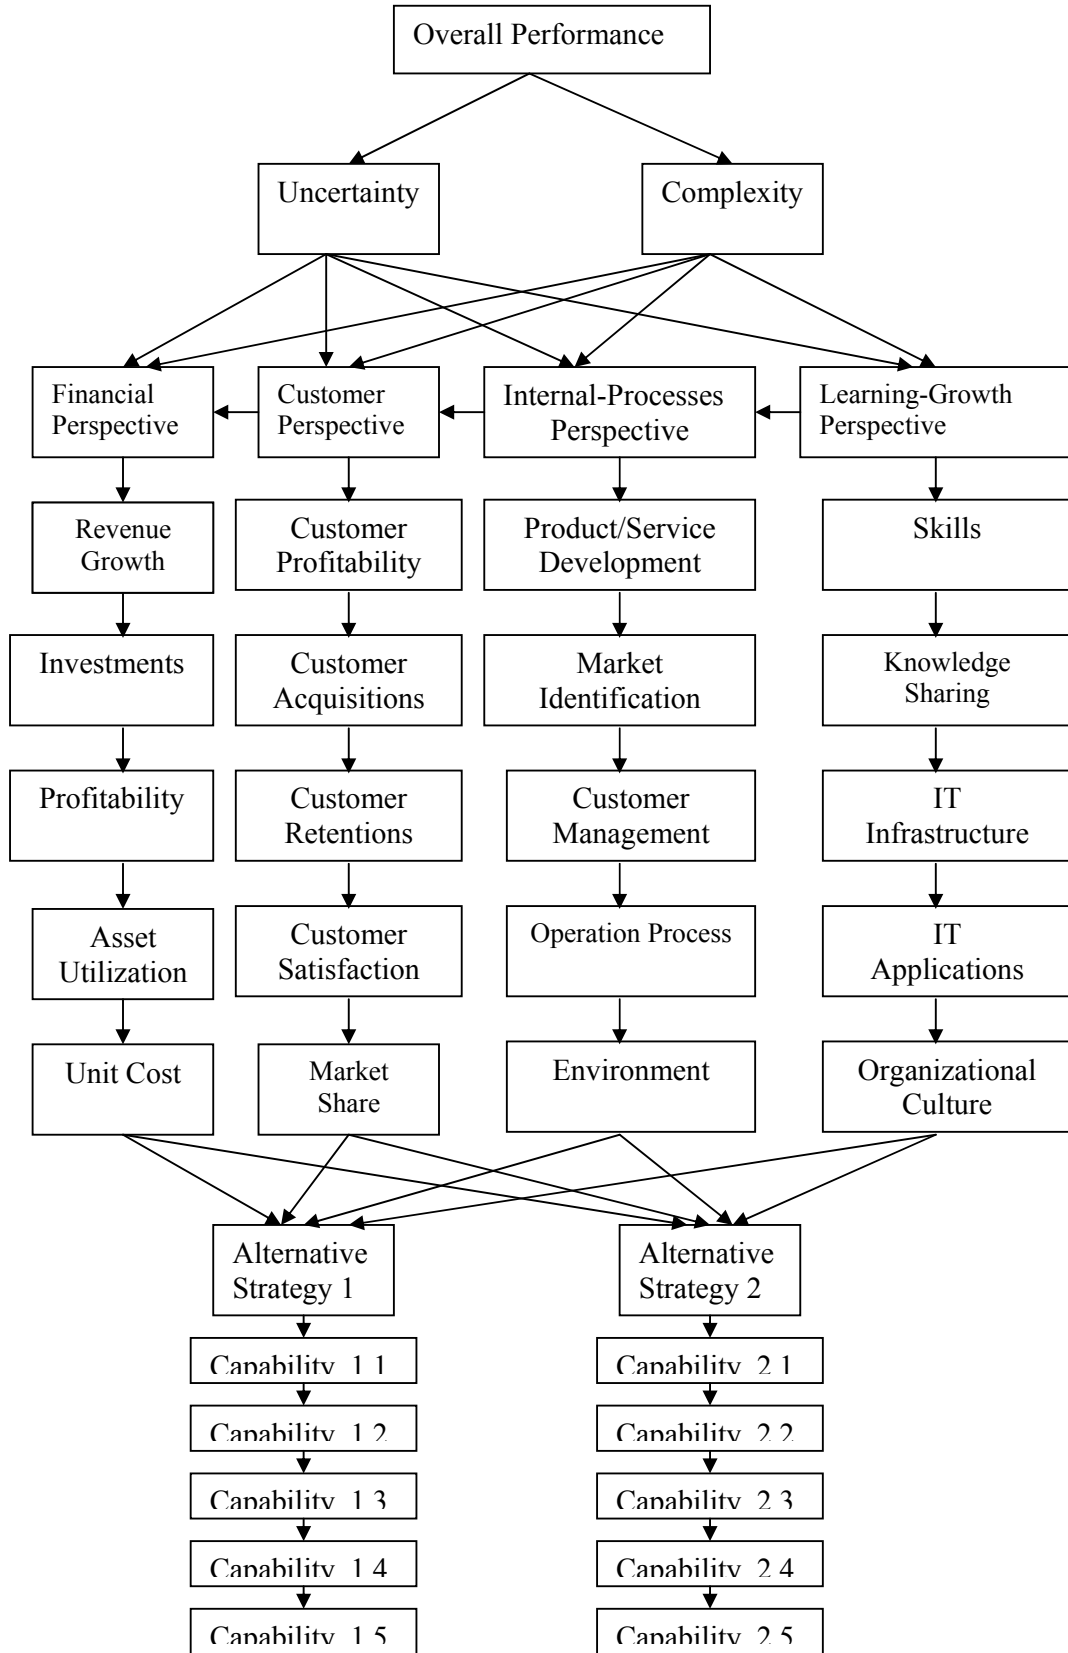 Overall Performance
Uncertainty
Complexity
Financial
Perspective
Customer
Perspective
Internal-Processes
Perspective
Learning-Growth
Perspective
Revenue
Growth
Customer
Profitability
Product/Service
Development
Skills
Investments
Customer
Acquisitions
Market
Identification
Knowledge
Sharing
Profitability
Customer
Retentions
Customer
Management
IT
Infrastructure
Asset
Utilization
Customer
Satisfaction
Operation Process
IT
Applications
Unit Cost
Market
Share
Environment
Organizational
Culture
Alternative
Strategy 1
Alternative
Strategy 2
Capability 1.1
Capability 2.1
Capability 1.2
Capability 2.2
Capability 1.3
Capability 2.3
Capability 1.4
Capability 2.4
Capability 1.5
Capability 2.5